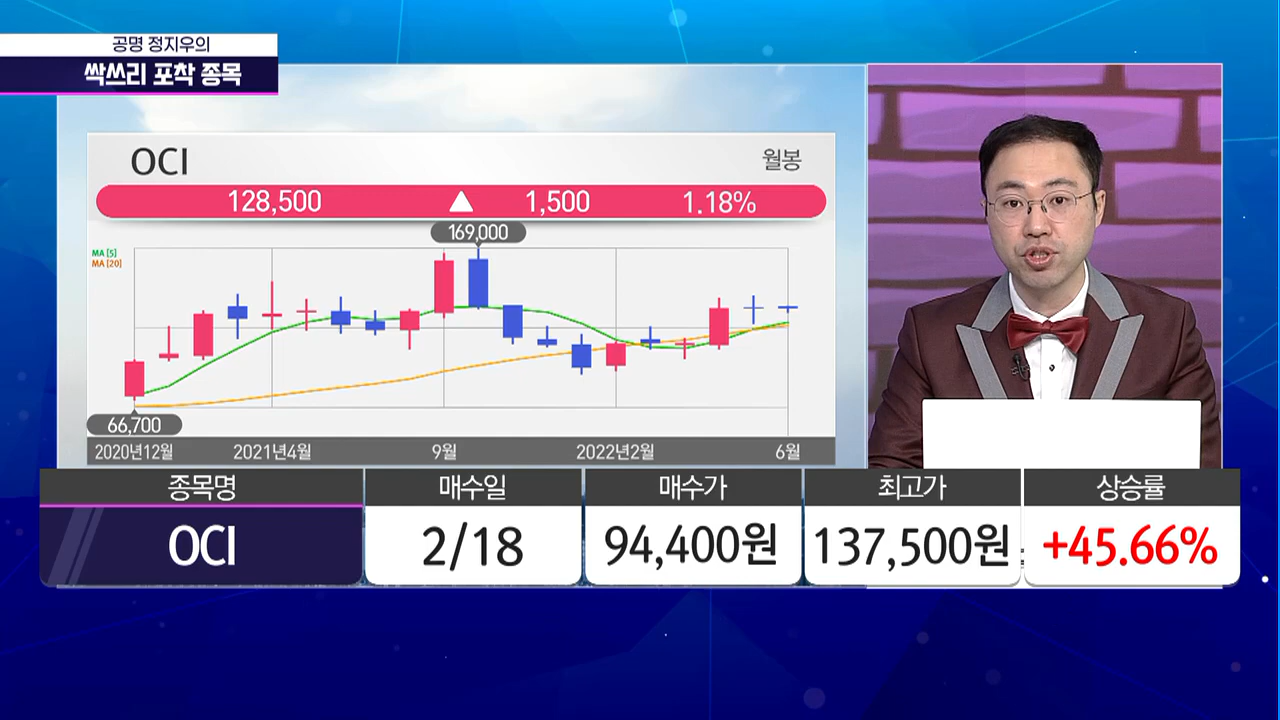 공명 정지우의
싹쓰리 포착 종목
OCI
월봉
128,500 ▲ 1,500 1.18%
169,000
MA [5]
MA [20]
66,700
2020년12월 2021년4월 9월 2022년2월 6월
종목명 매수일 매수가 최고가 상승률
OCI 2/18 94,400원 137,500원 +45.66%